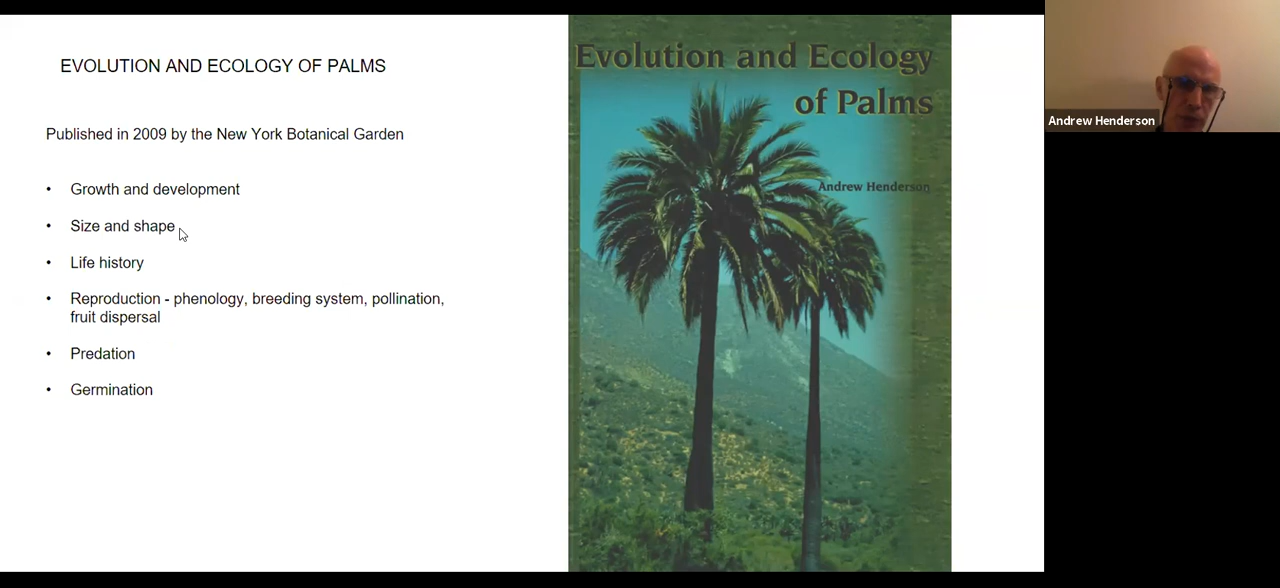 EVOLUTION AND ECOLOGY OF PALMS
Published in 2009 by the New York Botanical Garden
• Growth and development
• Size and shape
• Life history
• Reproduction - phenology, breeding system, pollination,
fruit dispersal
• Predation
• Germination
Evolution and Ecology
of Palms
Andrew Henderson
Andrew Henderson